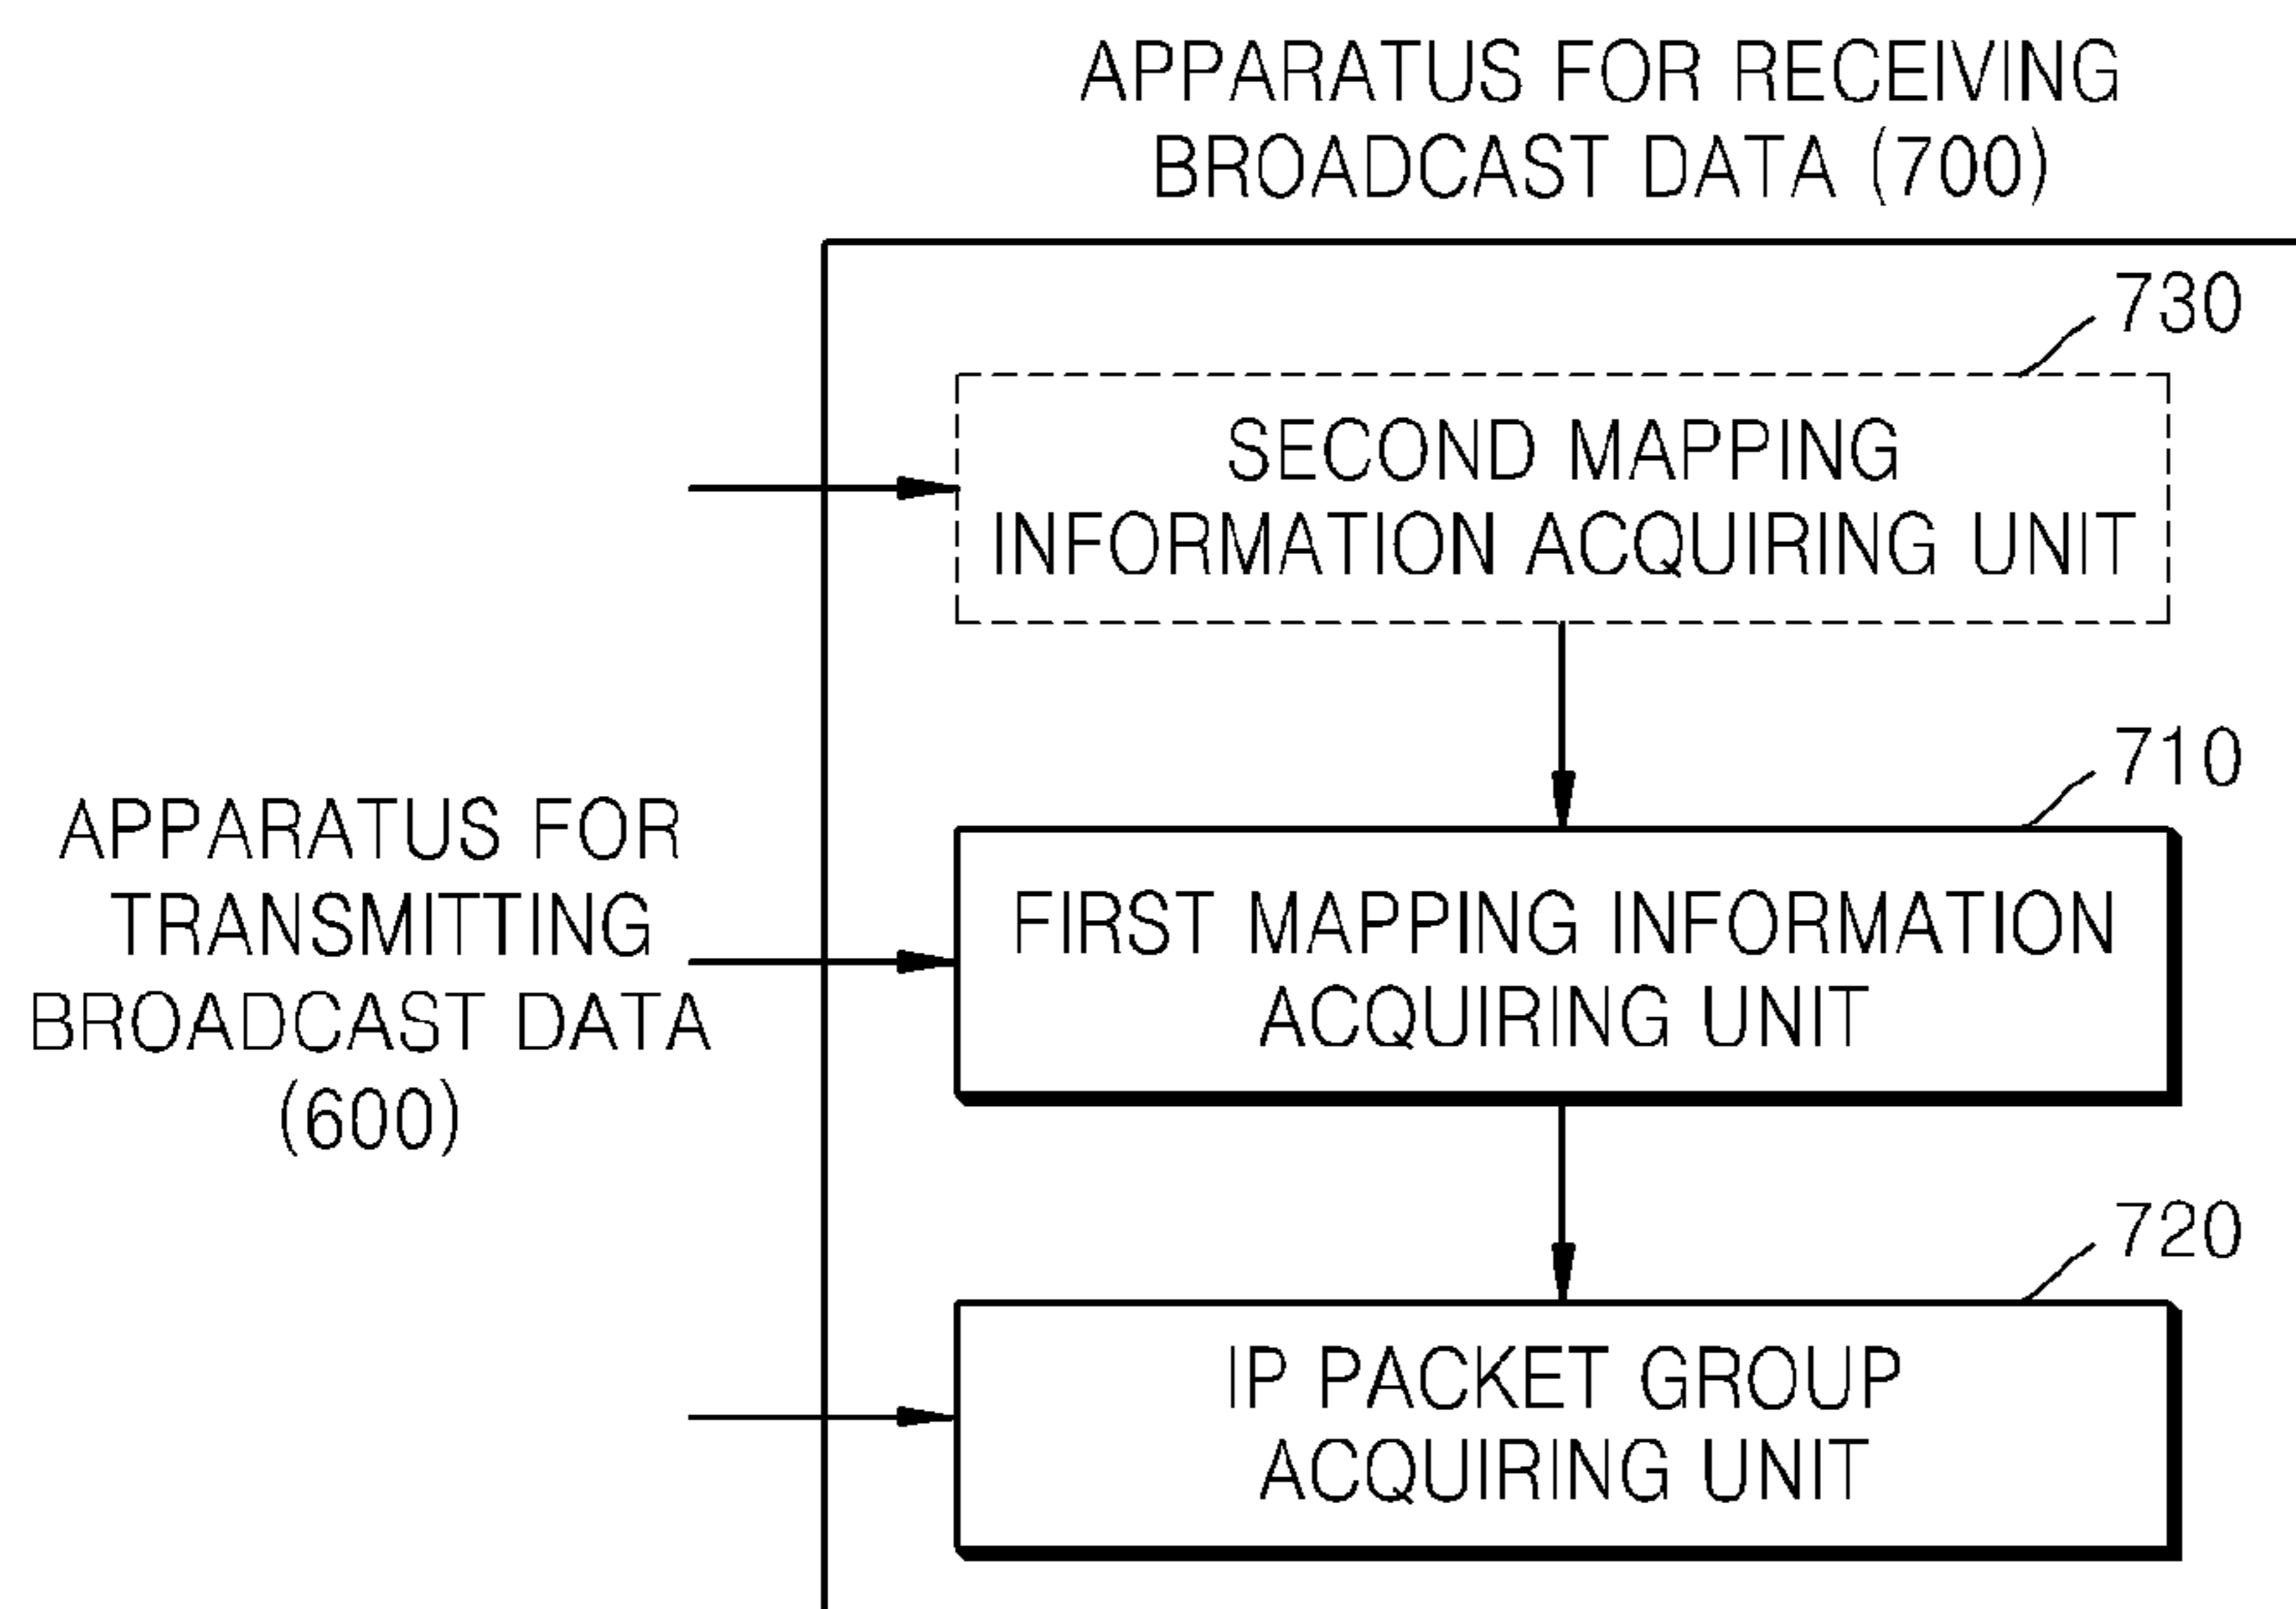 APPARATUS FOR RECEIVING
BROADCAST DATA (700)
730
SECOND MAPPING
INFORMATION ACQUIRING UNIT
710
FIRST MAPPING INFORMATION
ACQUIRING UNIT
APPARATUS FOR
TRANSMITTING
BROADCAST DATA
(600)
720
IP PACKET GROUP
ACQUIRING UNIT